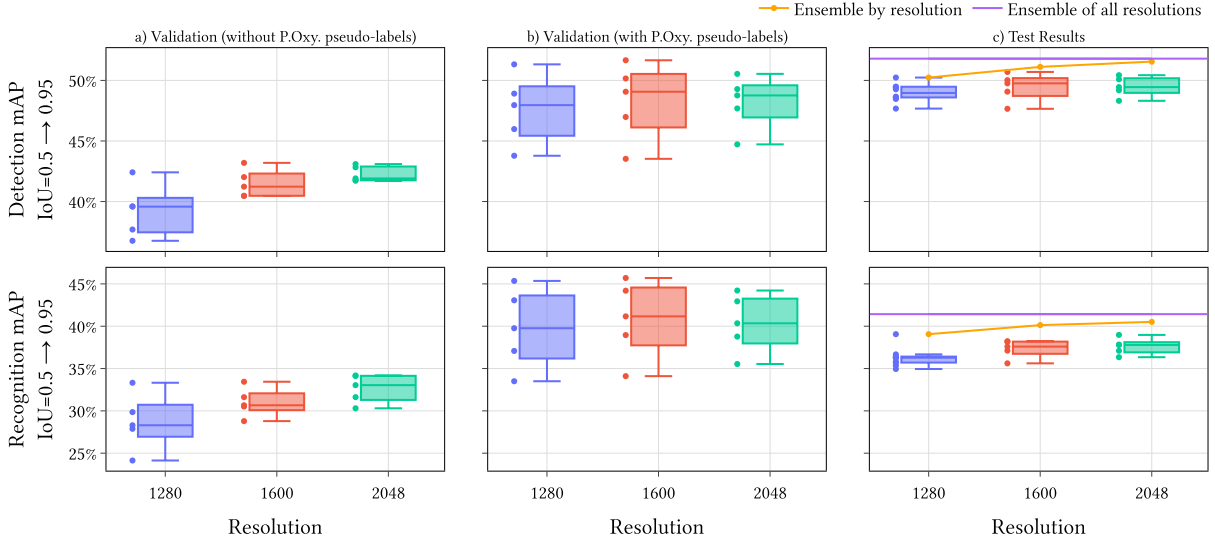 Ensemble by resolution Ensemble of all resolutions
a) Validation (without P.Oxy. pseudo-labels) b) Validation (with P.Oxy. pseudo-labels) c) Test Results
Detection mAP
IoU=0.5 ⟶ 0.95
50%
45%
40%
Recognition mAP
IoU=0.5 ⟶ 0.95
45%
40%
35%
30%
25%
1280 1600 2048 1280 1600 2048 1280 1600 2048
Resolution Resolution Resolution